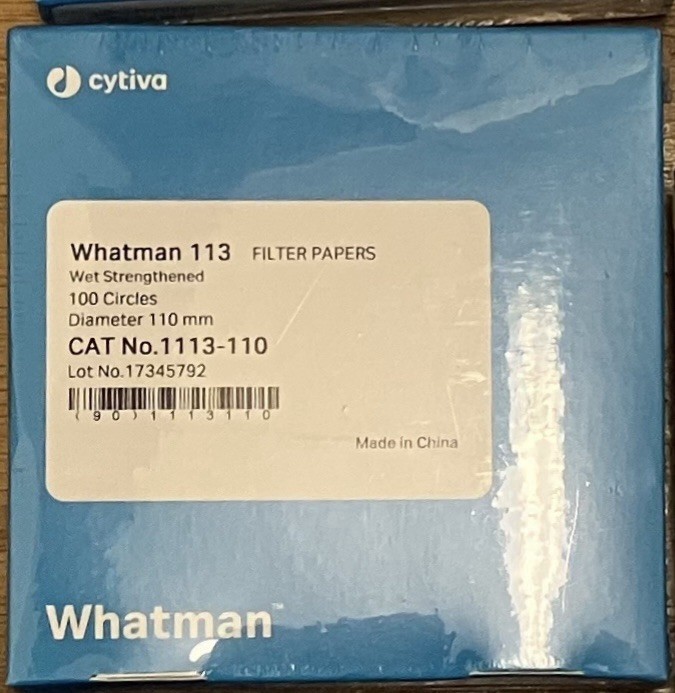 cytiva
Whatman 113 FILTER PAPERS
Wet Strengthened
100 Circles
Diameter 110 mm
CAT No.1113-110
Lot No.17345792
(90)1113110
Made in China
Whatman™